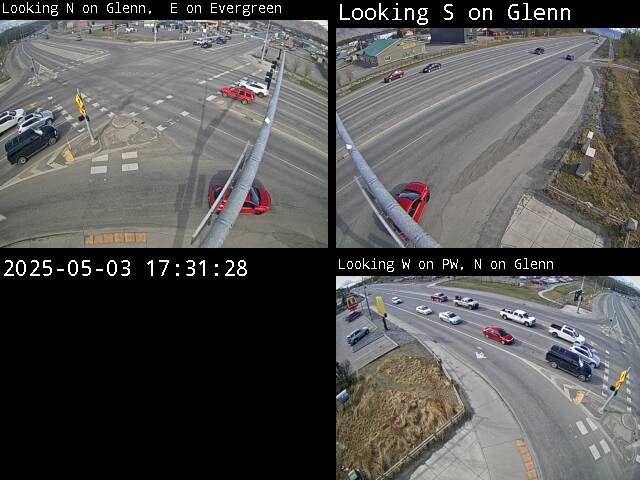 Looking N on Glenn,  E on Evergreen
Looking S on Glenn
2025-05-03 17:31:28
Looking W on PW, N on Glenn